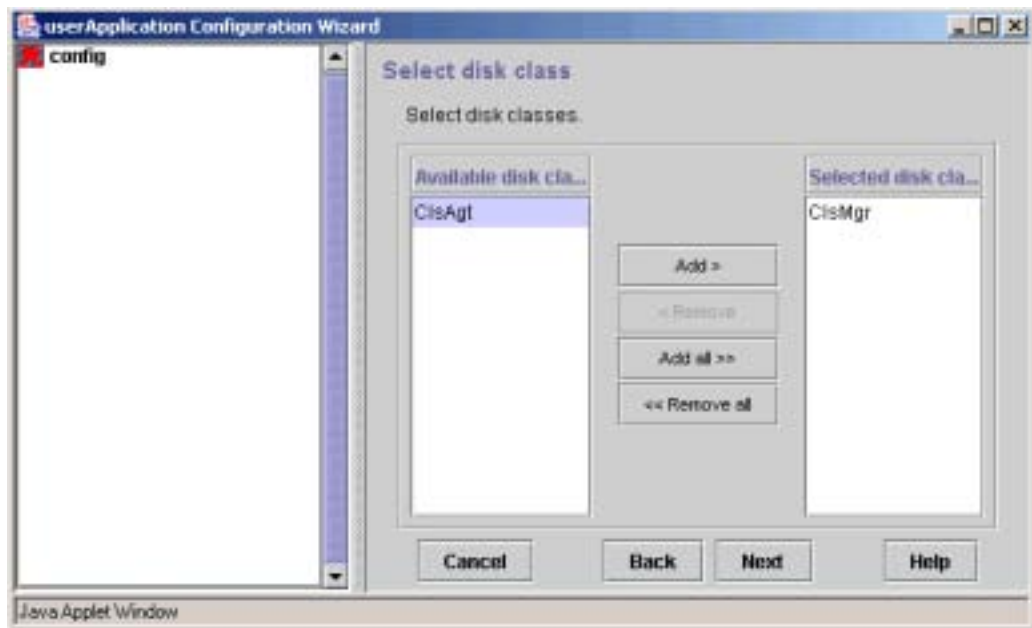 userApplication Configuration Wizard
config
Select disk class
Select disk classes.
Available disk cla...
Selected disk cla...
ClsAgt
ClsMgr
Add >
< Remove
Add all >>
<< Remove all
Cancel
Back
Next
Help
Java Applet Window